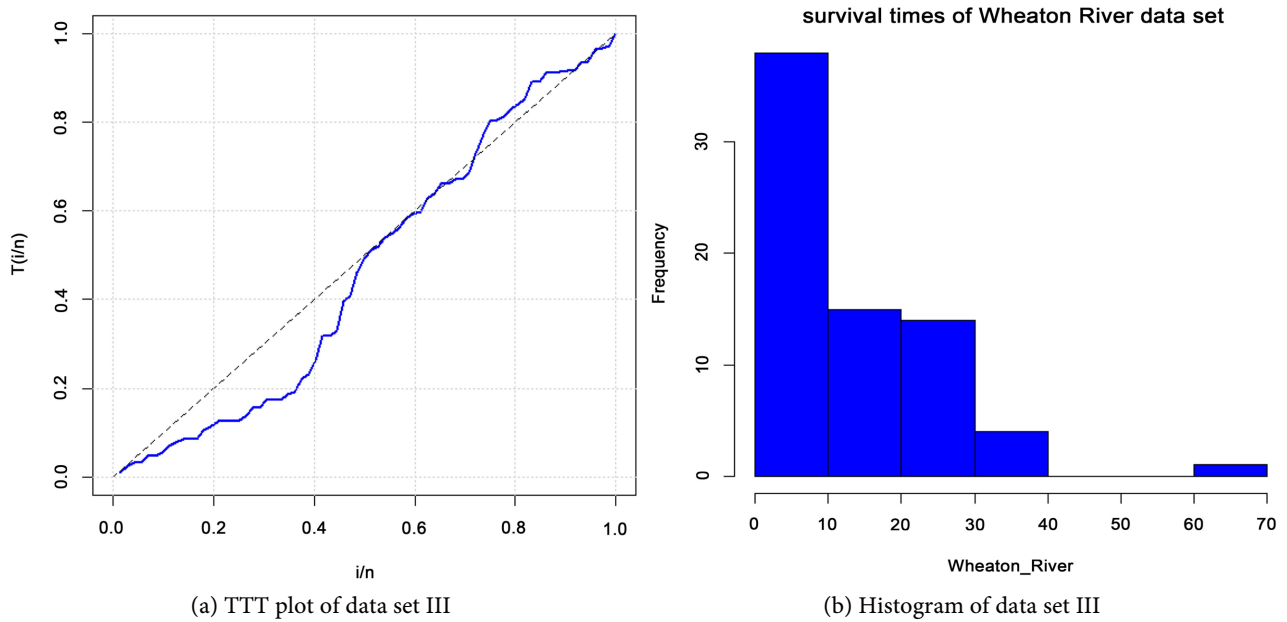 survival times of Wheaton River data set
T(i/n)
1.0
0.8
0.6
0.4
0.2
0.0
0.0 0.2 0.4 0.6 0.8 1.0
i/n
(a) TTT plot of data set III
Frequency
30
20
10
0
0 10 20 30 40 50 60 70
Wheaton_River
(b) Histogram of data set III